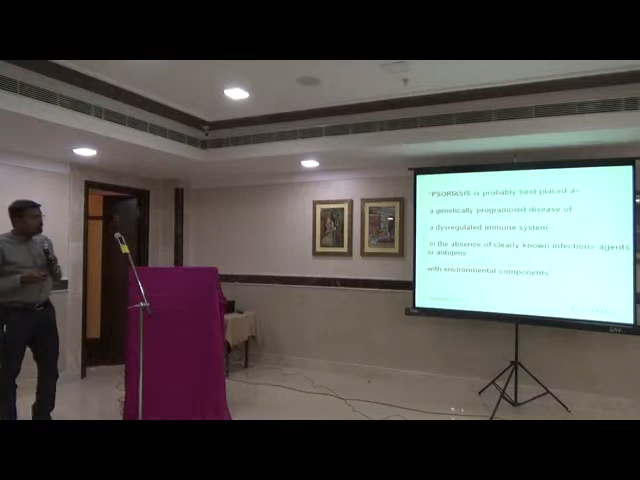 "PSORIASIS is probably best placed as
a genetically programmed disease of
a dysregulated immune system
in the absence of clearly known infectious agents
or antigens
with environmental components"